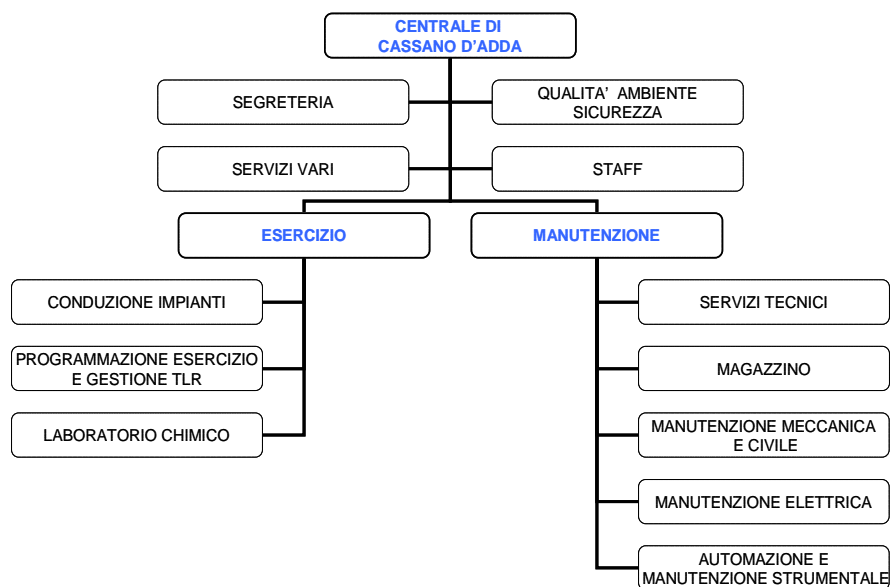 CENTRALE DI
CASSANO D'ADDA
SEGRETERIA
QUALITA' AMBIENTE
SICUREZZA
SERVIZI VARI
STAFF
ESERCIZIO
MANUTENZIONE
CONDUZIONE IMPIANTI
PROGRAMMAZIONE ESERCIZIO
E GESTIONE TLR
LABORATORIO CHIMICO
SERVIZI TECNICI
MAGAZZINO
MANUTENZIONE MECCANICA
E CIVILE
MANUTENZIONE ELETTRICA
AUTOMAZIONE E
MANUTENZIONE STRUMENTALE